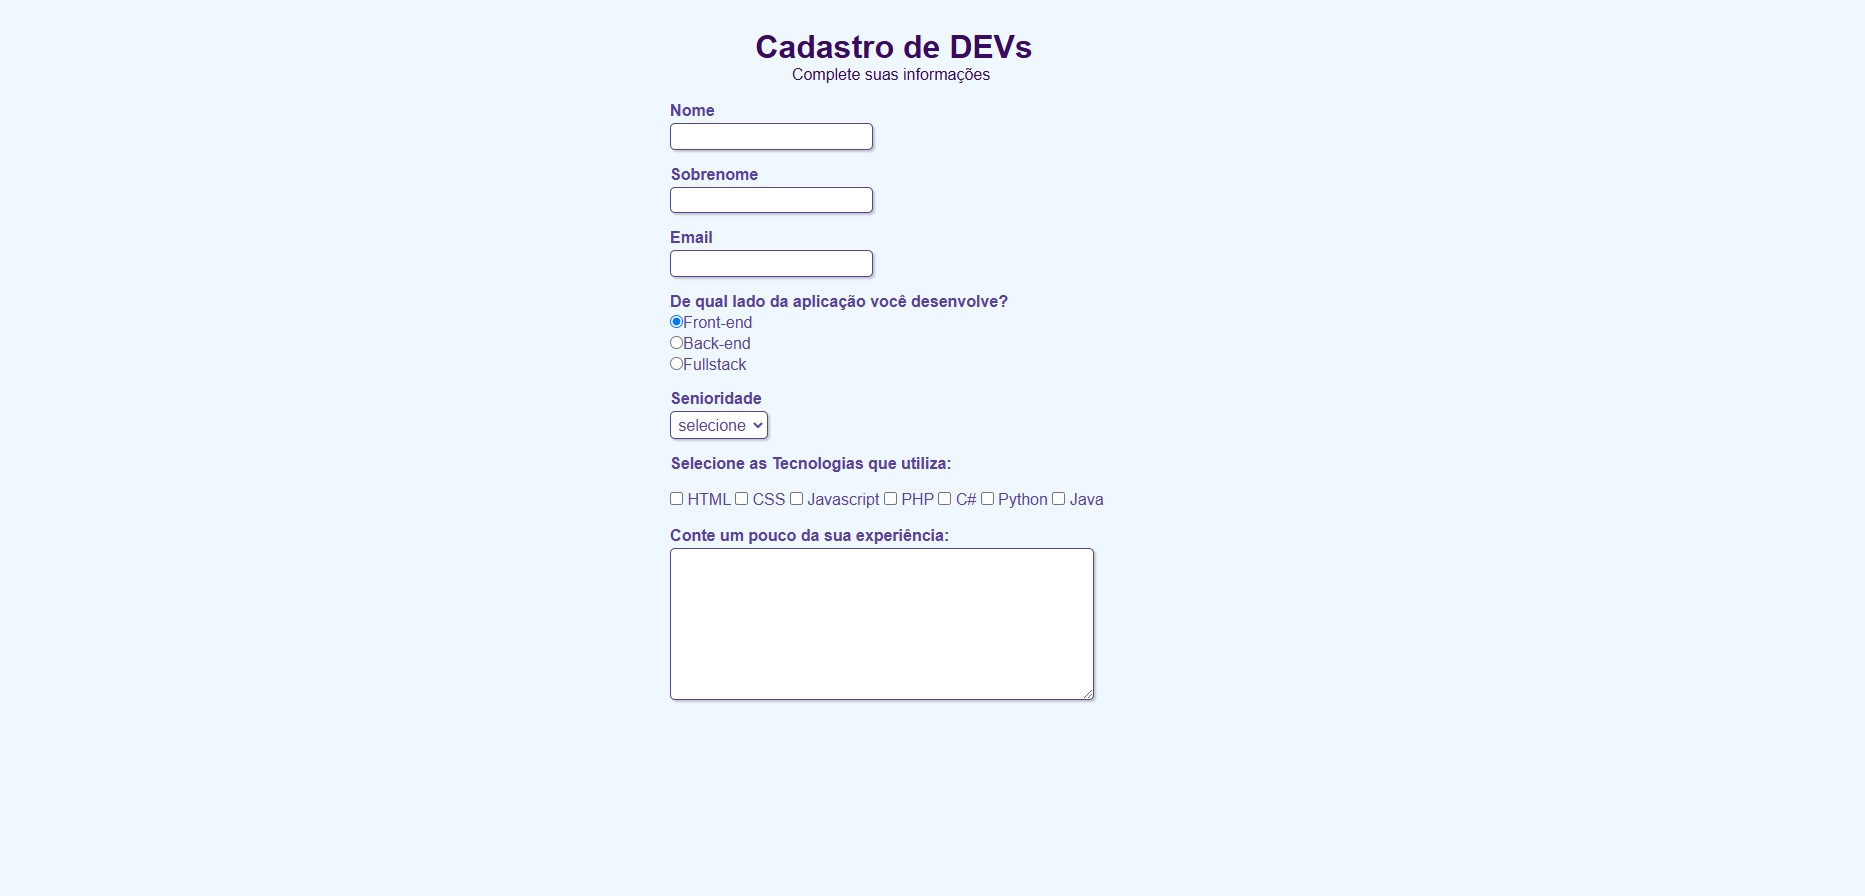 Cadastro de DEVs
Complete suas informações
Nome
Sobrenome
Email
De qual lado da aplicação você desenvolve?
Front-end
Back-end
Fullstack
Senioridade
selecione
Selecione as Tecnologias que utiliza:
HTML CSS Javascript PHP C# Python Java
Conte um pouco da sua experiência: